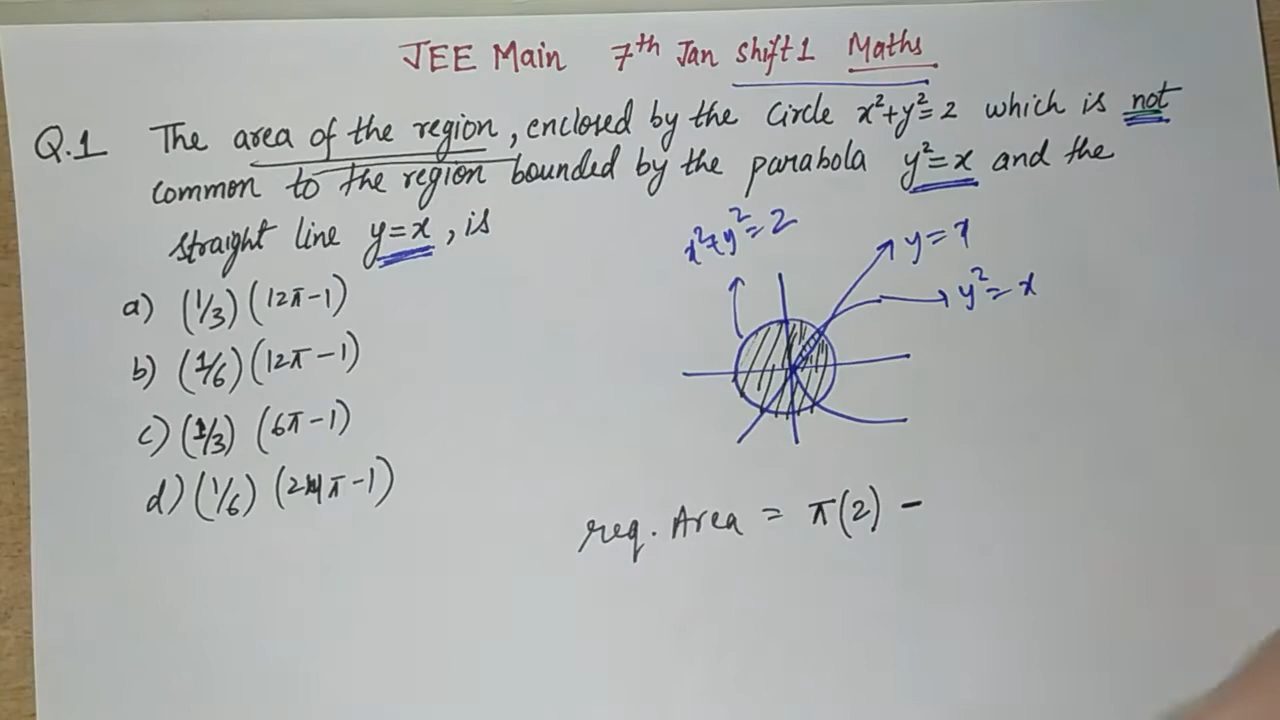 JEE Main 7th Jan Shift 1 Maths
Q.1 The area of the region, enclosed by the Circle x²+y²=2 which is not
common to the region bounded by the parabola y²=x and the
straight line y=x, is
a) (1/3)(12π-1)
b) (1/6)(12π-1)
c) (1/3) (6π-1)
d) (1/6) (24π-1)
x²+y²=2
y=x
y²=x
req. Area = π(2) -